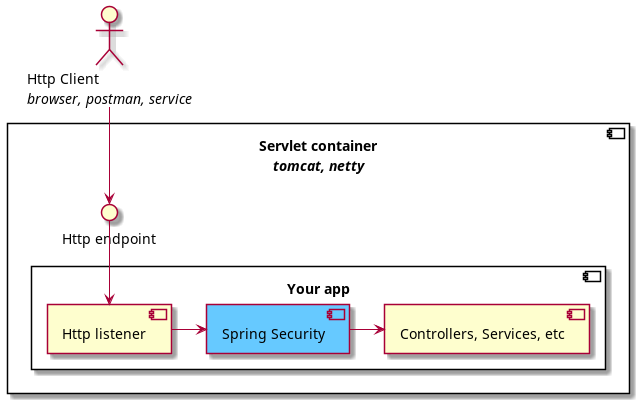 Http Client
browser, postman, service
Servlet container
tomcat, netty
Http endpoint
Your app
Http listener
Spring Security
Controllers, Services, etc